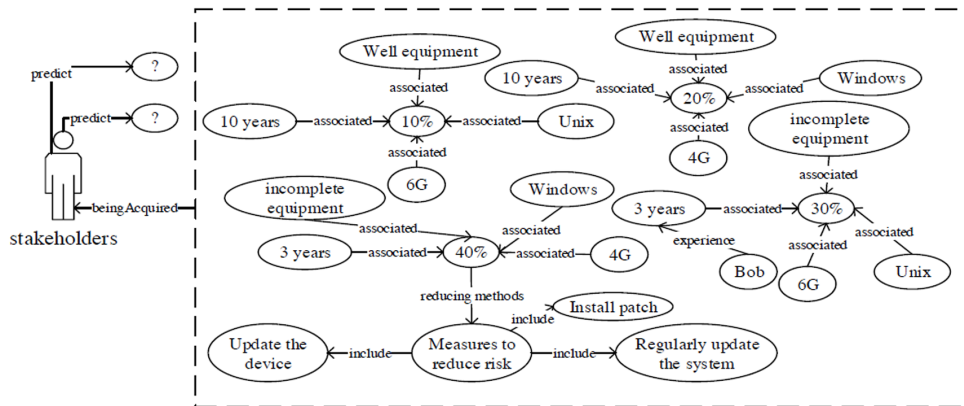 ?
predict
?
predict
stakeholders
being Acquired
Well equipment
associated
10 years
associated
10%
associated
Unix
associated
6G
Well equipment
associated
10 years
associated
20%
associated
Windows
associated
4G
incomplete
equipment
associated
3 years
associated
30%
associated
Unix
associated
6G
experience
Bob
incomplete
equipment
associated
Windows
associated
3 years
associated
40%
associated
4G
reducing methods
Measures to
reduce risk
include
Install patch
include
Update the
device
include
Regularly update
the system